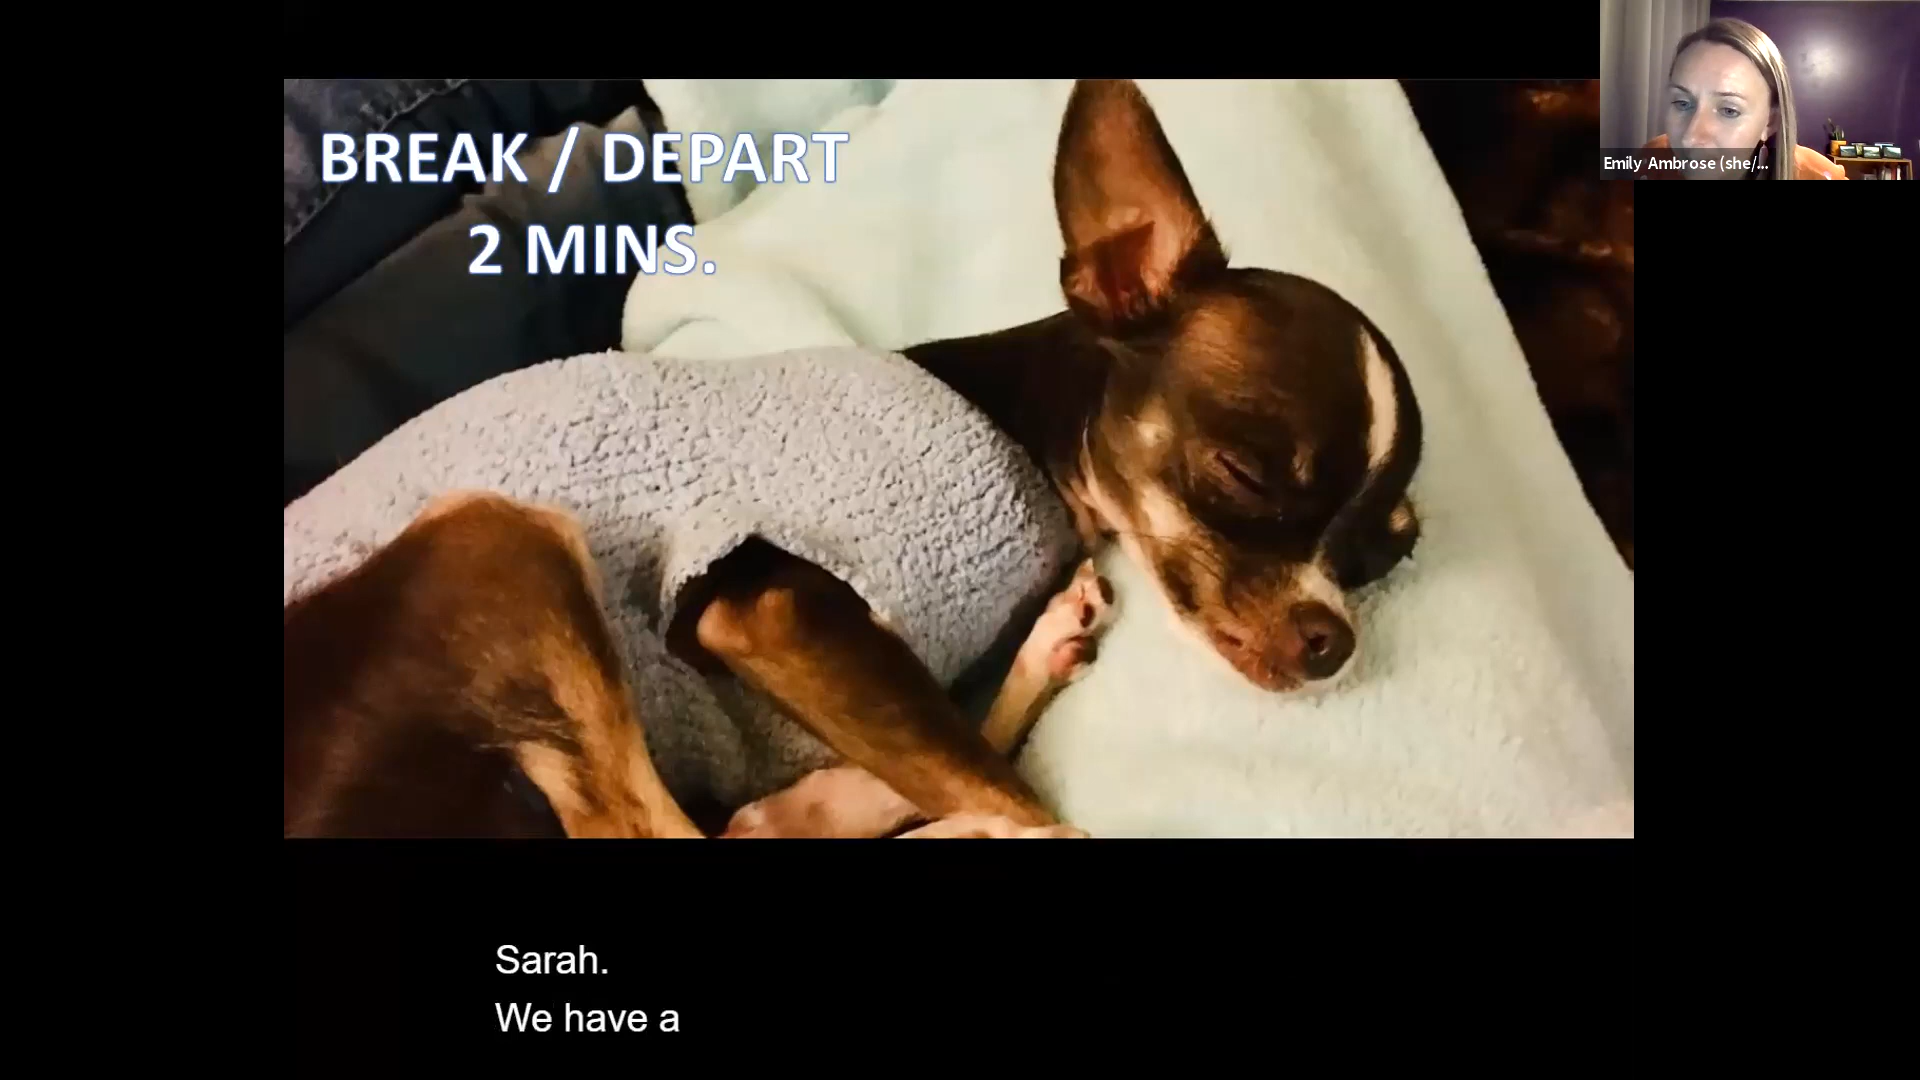 BREAK / DEPART
2 MINS.
Emily Ambrose (she/...
Sarah.
We have a